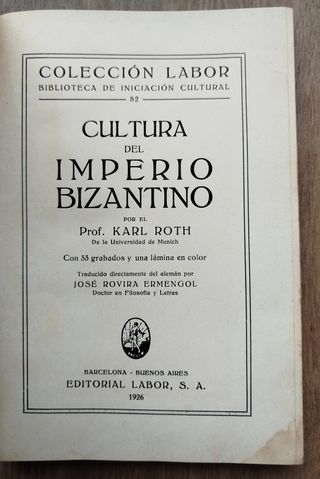 COLECCIÓN LABOR
BIBLIOTECA DE INICIACIÓN CULTURAL
82
CULTURA
DEL
IMPERIO
BIZANTINO
POR EL
Prof. KARL ROTH
De la Universidad de Munich
Con 33 grabados y una lámina en color
Traducido directamente del alemán por
JOSÉ ROVIRA ERMENGOL
Doctor en Filosofía y Letras
BARCELONA - BUENOS AIRES
EDITORIAL LABOR, S. A.
1926